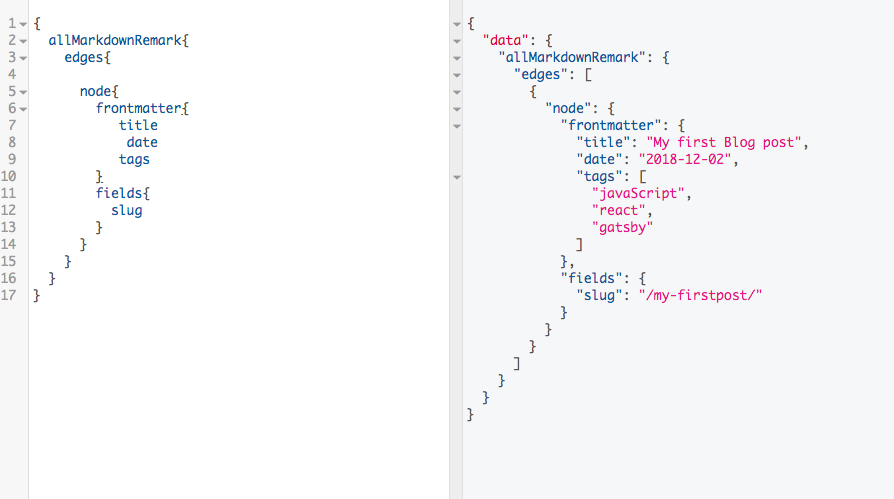 1 {
2 allMarkdownRemark{
3 edges{
4
5 node{
6 frontmatter{
7 title
8 date
9 tags
10 }
11 fields{
12 slug
13 }
14 }
15 }
16 }
17 }
{
"data": {
"allMarkdownRemark": {
"edges": [
{
"node": {
"frontmatter": {
"title": "My first Blog post",
"date": "2018-12-02",
"tags": [
"javaScript",
"react",
"gatsby"
]
},
"fields": {
"slug": "/my-firstpost/"
}
}
}
]
}
}
}